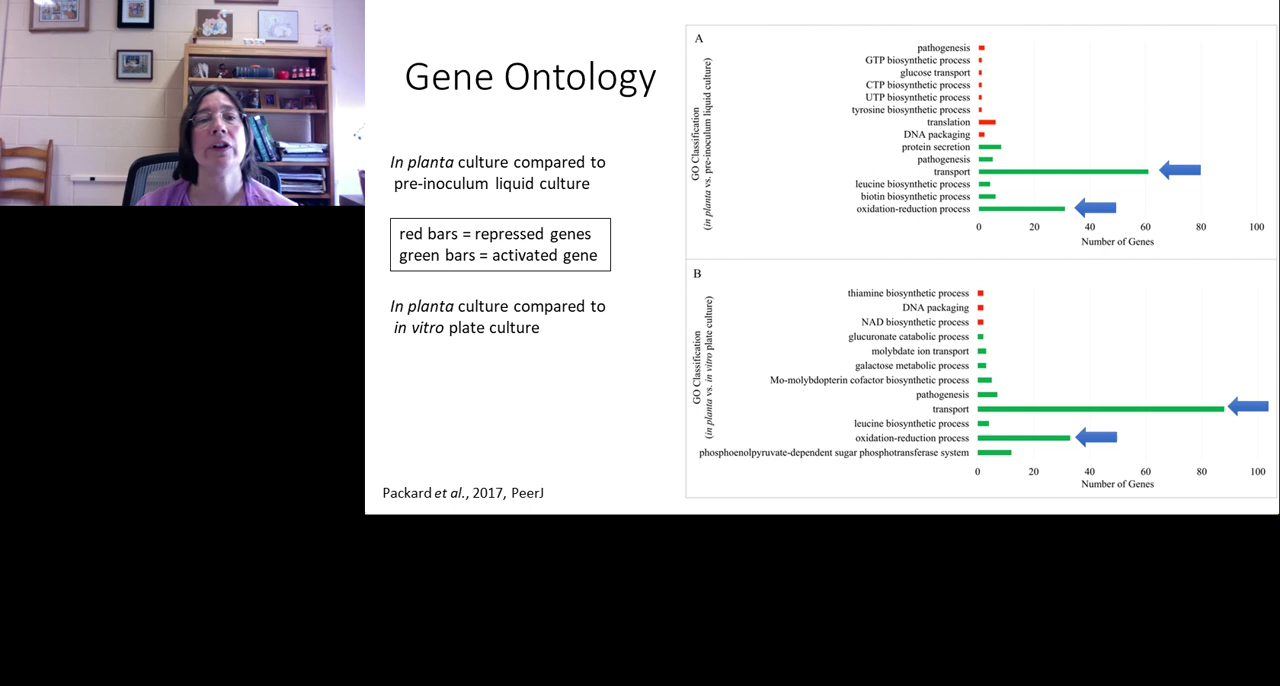 Gene Ontology
In planta culture compared to
pre-inoculum liquid culture
red bars = repressed genes
green bars = activated gene
In planta culture compared to
in vitro plate culture
Packard et al., 2017, PeerJ
A
GO Classification
(in planta vs. pre-inoculum liquid culture)
pathogenesis
GTP biosynthetic process
glucose transport
CTP biosynthetic process
UTP biosynthetic process
tyrosine biosynthetic process
translation
DNA packaging
protein secretion
pathogenesis
transport
leucine biosynthetic process
biotin biosynthetic process
oxidation-reduction process
0 20 40 60 80 100
Number of Genes
B
GO Classification
(in planta vs. in vitro plate culture)
thiamine biosynthetic process
DNA packaging
NAD biosynthetic process
glucuronate catabolic process
molybdate ion transport
galactose metabolic process
Mo-molybdopterin cofactor biosynthetic process
pathogenesis
transport
leucine biosynthetic process
oxidation-reduction process
phosphoenolpyruvate-dependent sugar phosphotransferase system
0 20 40 60 80 100
Number of Genes